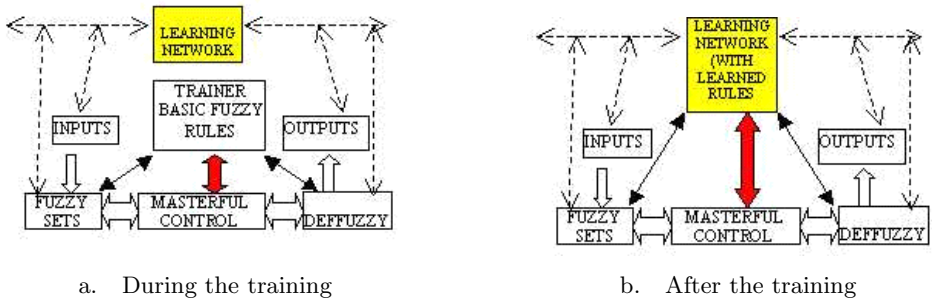 LEARNING
NETWORK
TRAINER
BASIC FUZZY
RULES
INPUTS
OUTPUTS
FUZZY
SETS
MASTERFUL
CONTROL
DEFFUZZY
a. During the training
LEARNING
NETWORK
(WITH
LEARNED
RULES
INPUTS
OUTPUTS
FUZZY
SETS
MASTERFUL
CONTROL
DEFFUZZY
b. After the training